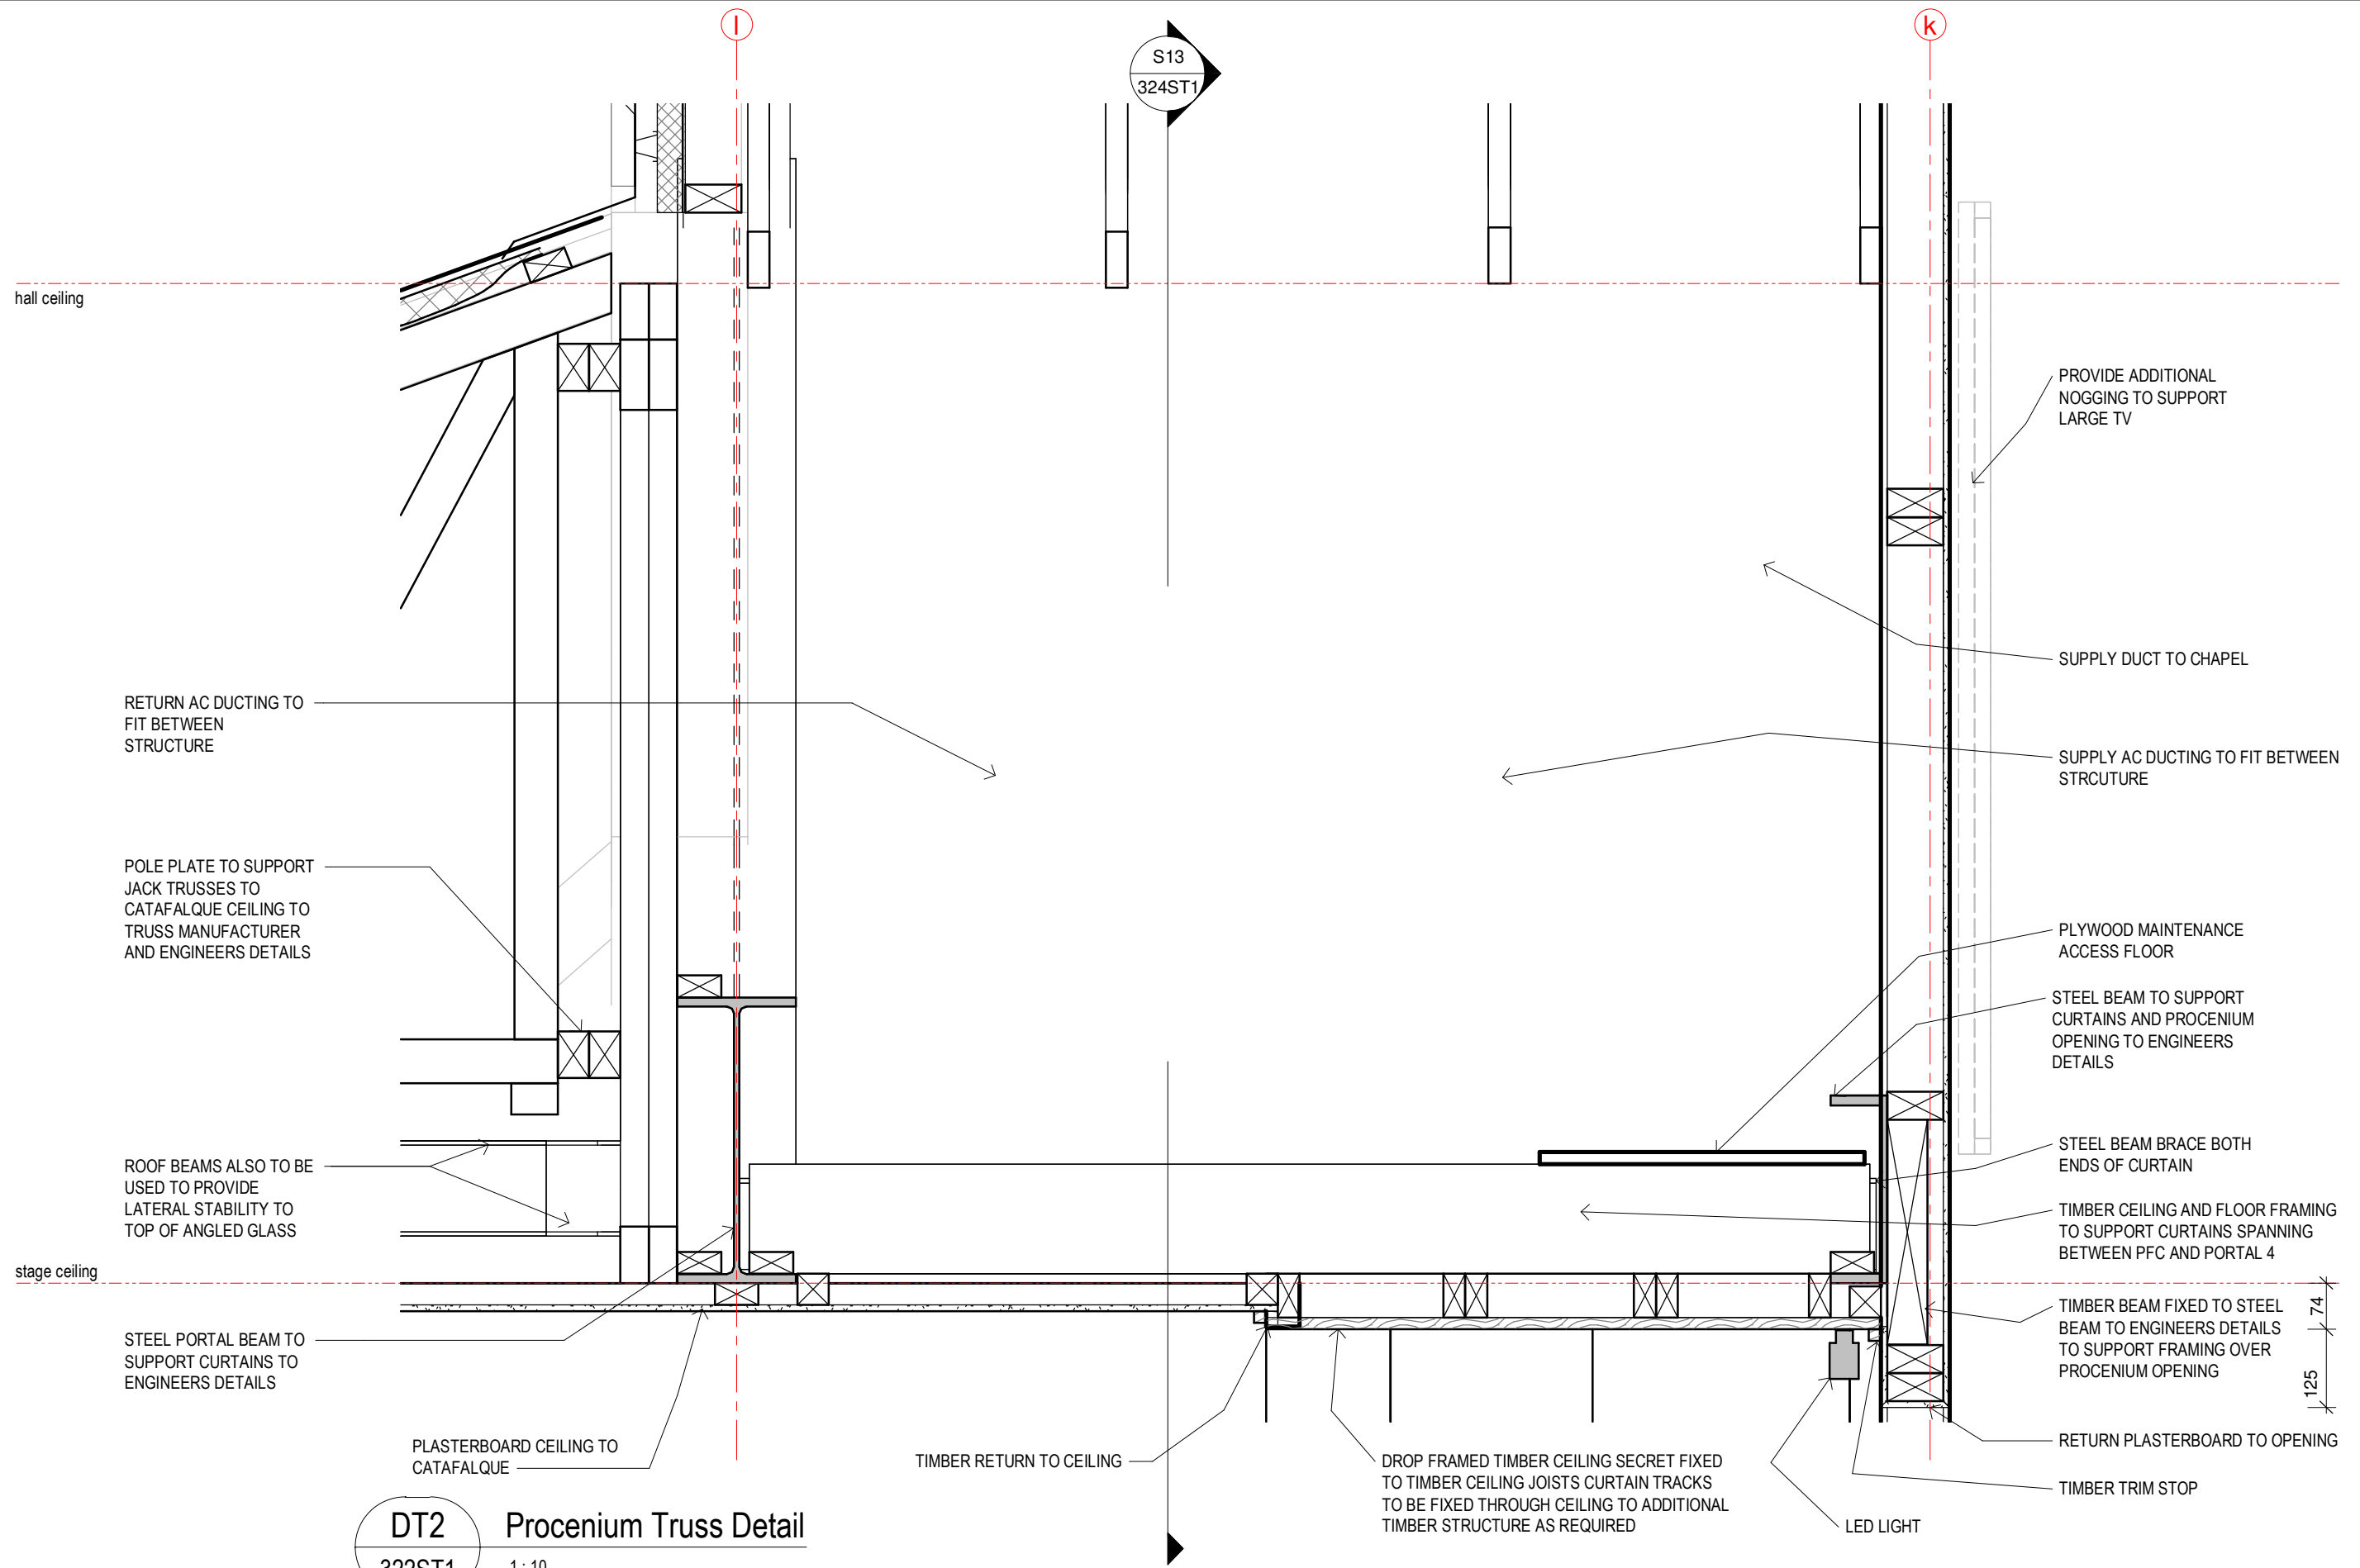 l
S13
324ST1
k
hall ceiling
PROVIDE ADDITIONAL
NOGGING TO SUPPORT
LARGE TV
SUPPLY DUCT TO CHAPEL
RETURN AC DUCTING TO
FIT BETWEEN
STRUCTURE
SUPPLY AC DUCTING TO FIT BETWEEN
STRCUTURE
POLE PLATE TO SUPPORT
JACK TRUSSES TO
CATAFALQUE CEILING TO
TRUSS MANUFACTURER
AND ENGINEERS DETAILS
PLYWOOD MAINTENANCE
ACCESS FLOOR
STEEL BEAM TO SUPPORT
CURTAINS AND PROCENIUM
OPENING TO ENGINEERS
DETAILS
ROOF BEAMS ALSO TO BE
USED TO PROVIDE
LATERAL STABILITY TO
TOP OF ANGLED GLASS
STEEL BEAM BRACE BOTH
ENDS OF CURTAIN
TIMBER CEILING AND FLOOR FRAMING
TO SUPPORT CURTAINS SPANNING
BETWEEN PFC AND PORTAL 4
stage ceiling
TIMBER BEAM FIXED TO STEEL
BEAM TO ENGINEERS DETAILS
TO SUPPORT FRAMING OVER
PROCENIUM OPENING
74
125
STEEL PORTAL BEAM TO
SUPPORT CURTAINS TO
ENGINEERS DETAILS
PLASTERBOARD CEILING TO
CATAFALQUE
TIMBER RETURN TO CEILING
DROP FRAMED TIMBER CEILING SECRET FIXED
TO TIMBER CEILING JOISTS CURTAIN TRACKS
TO BE FIXED THROUGH CEILING TO ADDITIONAL
TIMBER STRUCTURE AS REQUIRED
LED LIGHT
RETURN PLASTERBOARD TO OPENING
TIMBER TRIM STOP
DT2
Procenium Truss Detail
322ST1
1 : 10